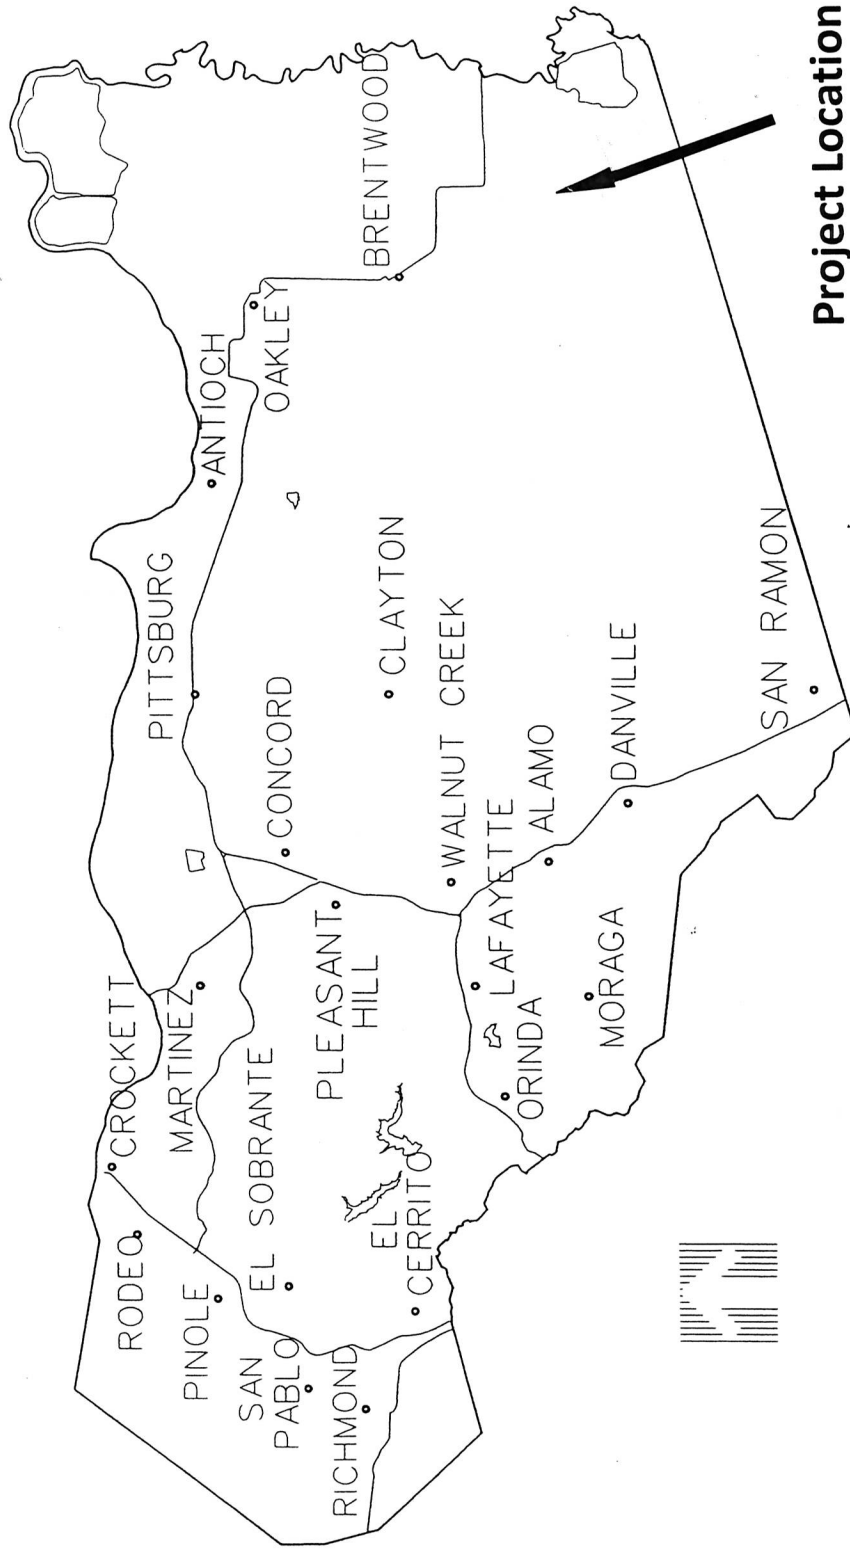 CROCKETT
RODEO
MARTINEZ
PINOLE
EL SOBRANTE
SAN
PABLO
RICHMOND
EL
CERRITO
PLEASANT
HILL
PITTSBURG
ANTIOCH
OAKLEY
BRENTWOOD
CONCORD
CLAYTON
WALNUT CREEK
LAFAYETTE
ORINDA
ALAMO
MORAGA
DANVILLE
SAN RAMON
Project Location